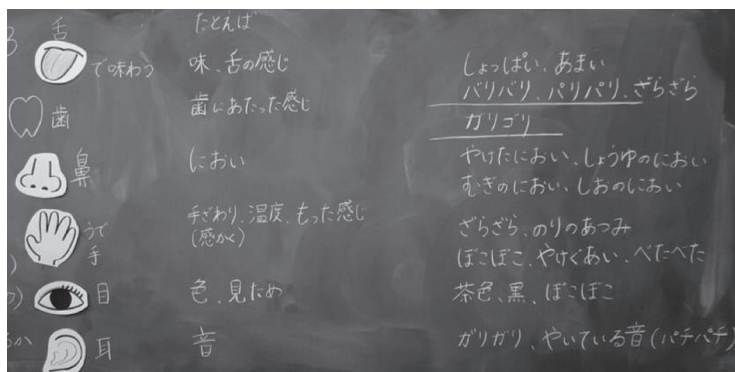 舌 たとえば
で味わう 味、舌の感じ しょっぱい、あまい
バリバリ、パリパリ、ざらざら
歯 歯にあたった感じ
ガリゴリ
鼻 におい やけたにおい、しょうゆのにおい
むぎのにおい、しおのにおい
うで 手ざわり、温度、もった感じ ざらざら、のりのあつみ
手 (感かく) ぼこぼこ、やけぐあい、べたべた
目 色、見ため 茶色、黒、ぼこぼこ
耳 音 ガリガリ、やいている音(パチパチ)